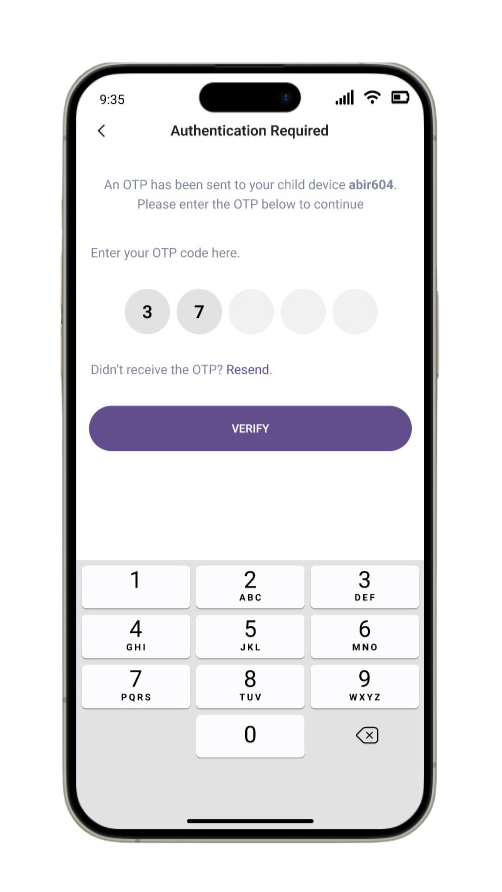 9:35
Authentication Required
An OTP has been sent to your child device abir604.
Please enter the OTP below to continue
Enter your OTP code here.
3 7
Didn't receive the OTP? Resend.
VERIFY
1 2 3
ABC DEF
4 5 6
GHI JKL MNO
7 8 9
PQRS TUV WXYZ
0